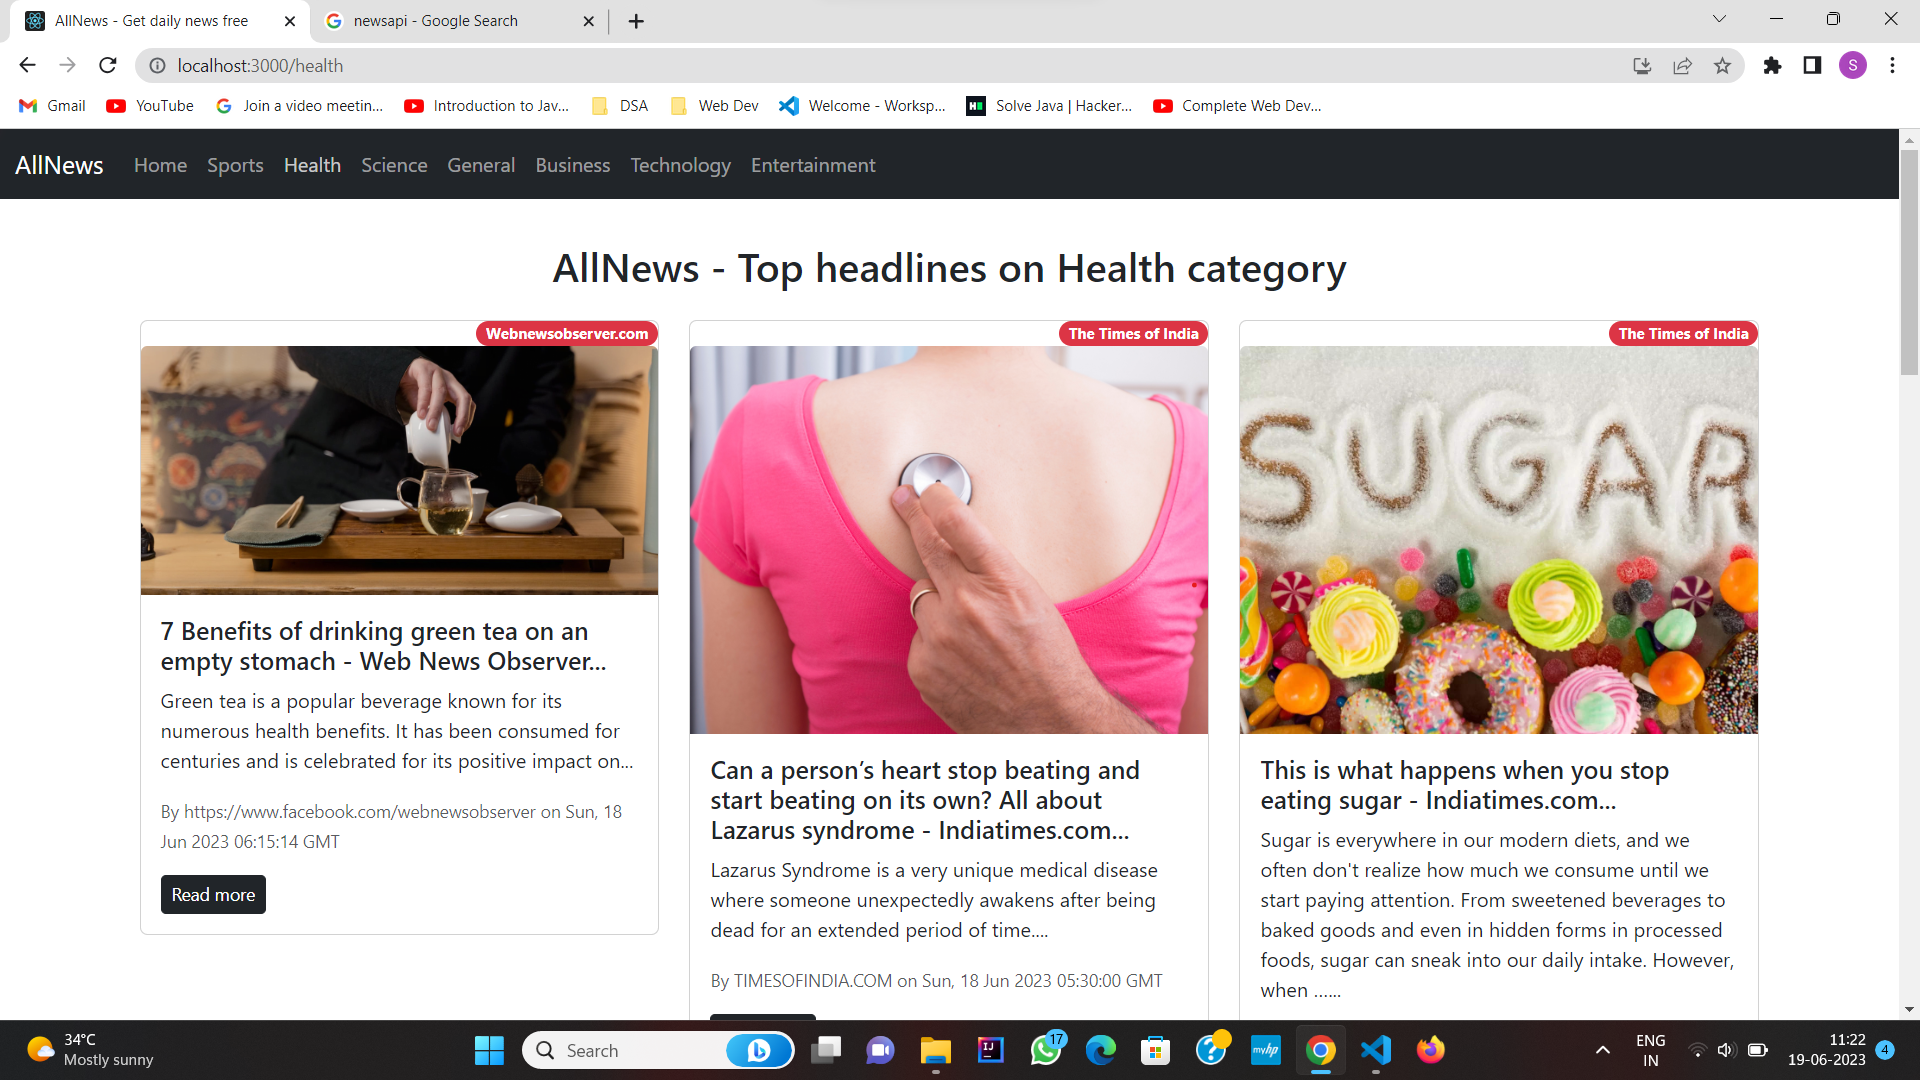 AllNews - Get daily news free
newsapi - Google Search
localhost:3000/health
S
Gmail
YouTube
Join a video meetin...
Introduction to Jav...
DSA
Web Dev
Welcome - Worksp...
Solve Java | Hacker...
Complete Web Dev...
AllNews Home Sports Health Science General Business Technology Entertainment
AllNews - Top headlines on Health category
Webnewsobserver.com
7 Benefits of drinking green tea on an
empty stomach - Web News Observer...
Green tea is a popular beverage known for its
numerous health benefits. It has been consumed for
centuries and is celebrated for its positive impact on...
By https://www.facebook.com/webnewsobserver on Sun, 18
Jun 2023 06:15:14 GMT
Read more
The Times of India
Can a person’s heart stop beating and
start beating on its own? All about
Lazarus syndrome - Indiatimes.com...
Lazarus Syndrome is a very unique medical disease
where someone unexpectedly awakens after being
dead for an extended period of time....
By TIMESOFINDIA.COM on Sun, 18 Jun 2023 05:30:00 GMT
The Times of India
SUGAR
This is what happens when you stop
eating sugar - Indiatimes.com...
Sugar is everywhere in our modern diets, and we
often don't realize how much we consume until we
start paying attention. From sweetened beverages to
baked goods and even in hidden forms in processed
foods, sugar can sneak into our daily intake. However,
when ......
34°C
Mostly sunny
Search
IJ
17
?
myhp
ENG
IN
11:22
19-06-2023
4